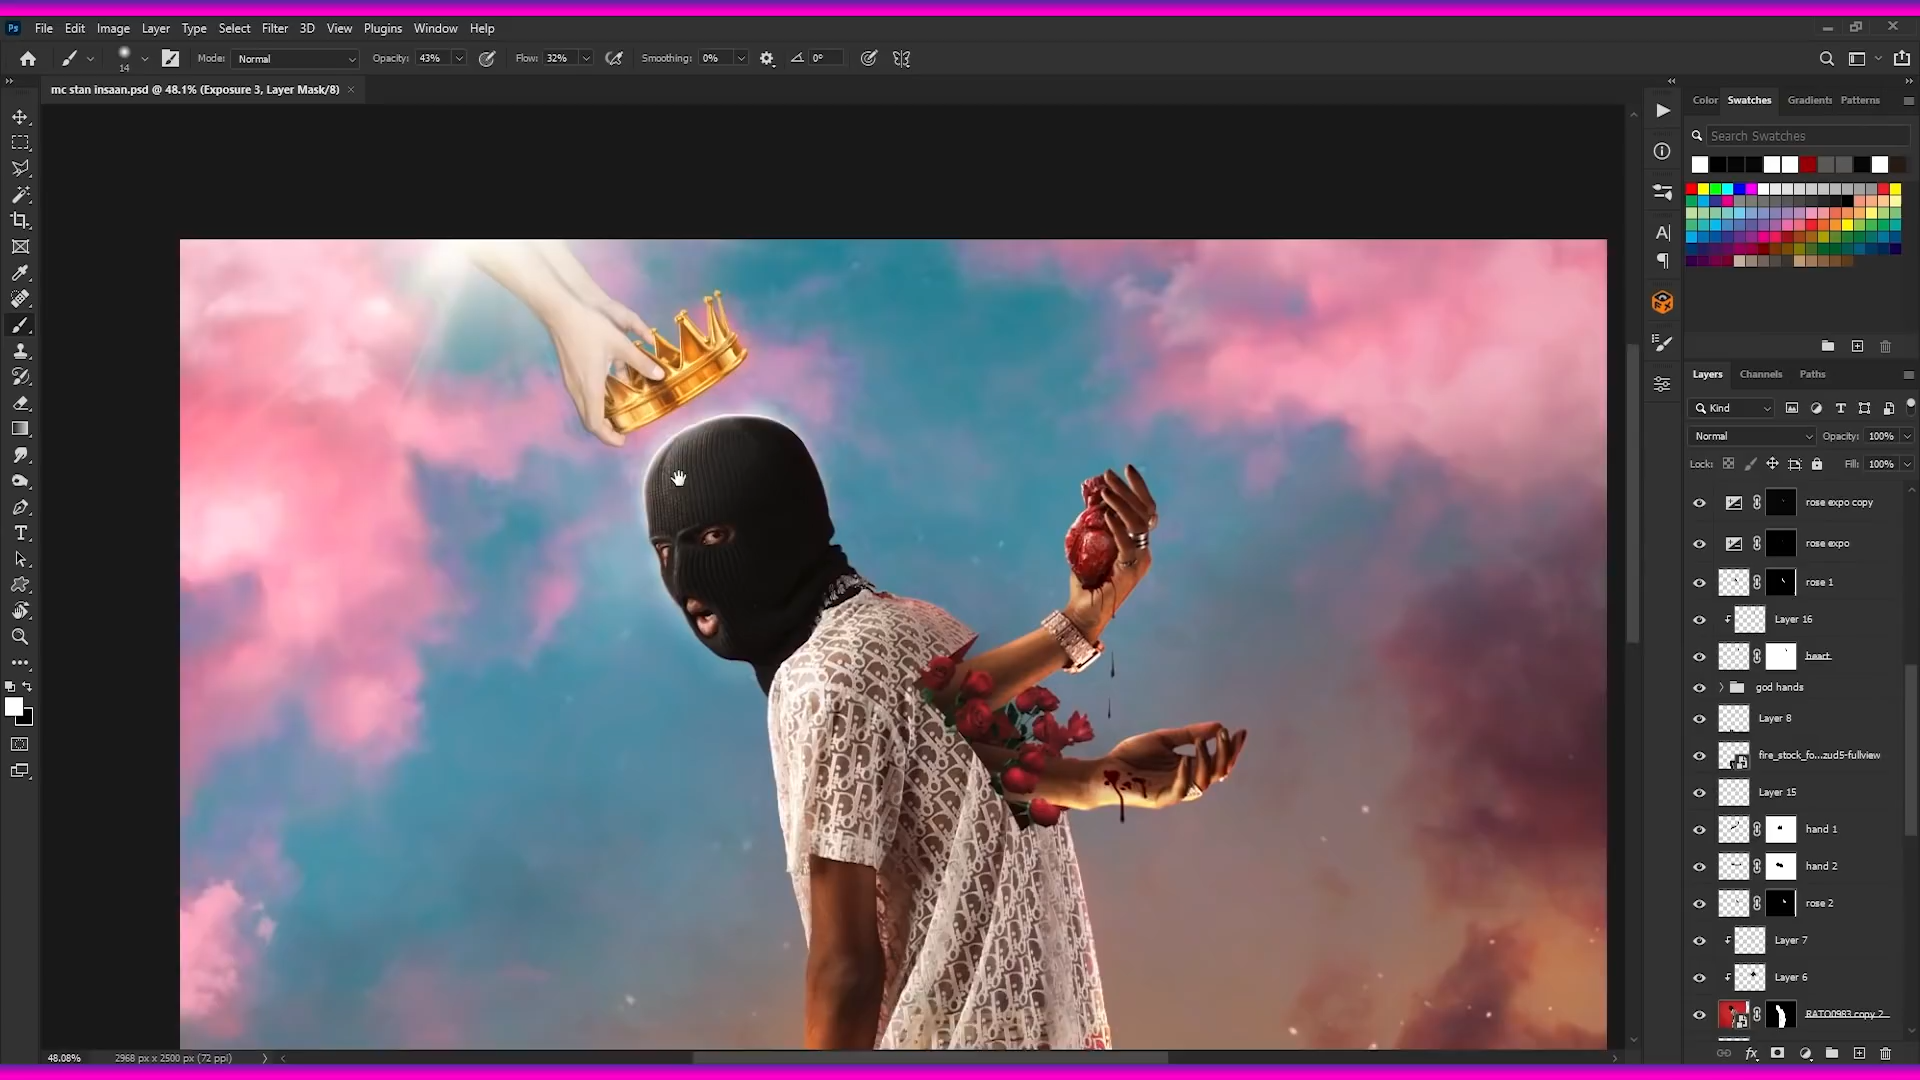 Ps File Edit Image Layer Type Select Filter 3D View Plugins Window Help
14 Mode: Normal Opacity: 43% Flow: 32% Smoothing: 0% 0°
mc stan insaan.psd @ 48.1% (Exposure 3, Layer Mask/8)
Color Swatches Gradients Patterns
Search Swatches
Layers Channels Paths
Kind
Normal Opacity: 100%
Lock: Fill: 100%
rose expo copy
rose expo
rose 1
Layer 16
heart
god hands
Layer 8
fire_stock_fo...zud5-fullview
Layer 15
hand 1
hand 2
rose 2
Layer 7
Layer 6
RATO0983 copy 2
48.08% 2968 px x 2500 px (72 ppi)